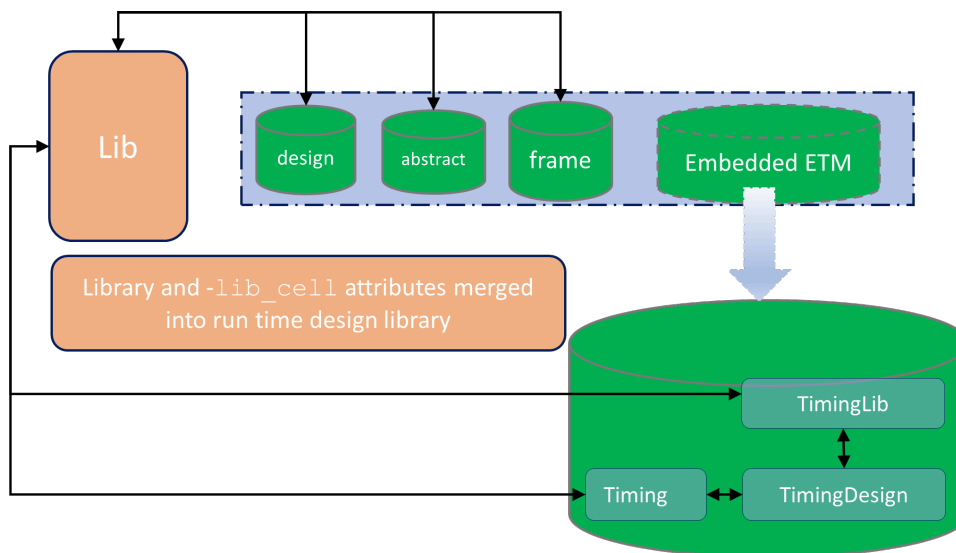 Lib
design
abstract
frame
Embedded ETM
Library and -lib_cell attributes merged
into run time design library
TimingLib
Timing
TimingDesign